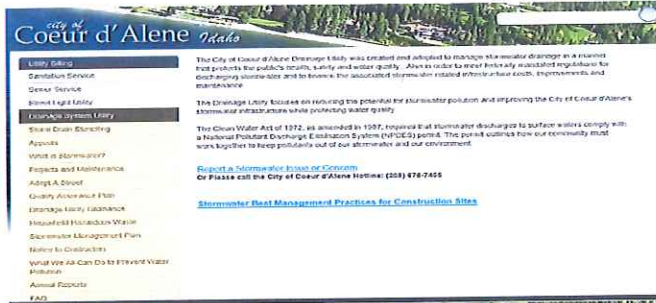 city of
Coeur d'Alene Idaho
Utility Billing
Sanitation Service
Sewer Service
Street Light Utility
Drainage System Utility
Storm Drain Stenciling
Appeals
What is Stormwater?
Projects and Maintenance
Adopt A Street
Quality Assurance Plan
Drainage Utility Ordinance
Household Hazardous Waste
Stormwater Management Plan
Notice to Contractors
What We All Can Do to Prevent Water
Pollution
Annual Reports
FAQ
The City of Coeur d'Alene Drainage Utility was created and adopted to manage stormwater drainage in a manner
that protects the public's health, safety and water quality. Also in order to meet federally mandated regulations for
discharging stormwater and to finance the associated stormwater related infrastructure costs, improvements and
maintenance.
The Drainage Utility focuses on reducing the potential for stormwater pollution and improving the City of Coeur d'Alene's
stormwater infrastructure while protecting water quality.
The Clean Water Act of 1972, as amended in 1987, requires that stormwater discharges to surface waters comply with
a National Pollutant Discharge Elimination System (NPDES) permit. The permit outlines how our community must
work together to keep pollutants out of our stormwater and our environment.
Report a Stormwater Issue or Concern
Or Please call the City of Coeur d'Alene Hotline: (208) 676-7455
Stormwater Best Management Practices for Construction Sites